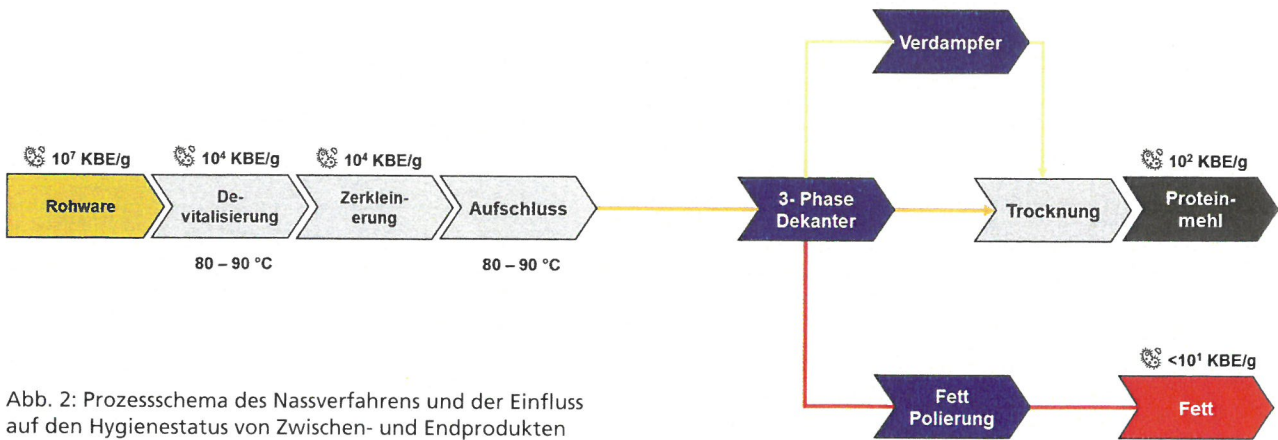 Verdampfer
10⁷ KBE/g
10⁴ KBE/g
10⁴ KBE/g
10² KBE/g
Rohware
De-
vitalisierung
Zerklein-
erung
Aufschluss
3- Phase
Dekanter
Trocknung
Protein-
mehl
80 – 90 °C
80 – 90 °C
<10¹ KBE/g
Fett
Polierung
Fett
Abb. 2: Prozessschema des Nassverfahrens und der Einfluss
auf den Hygienestatus von Zwischen- und Endprodukten